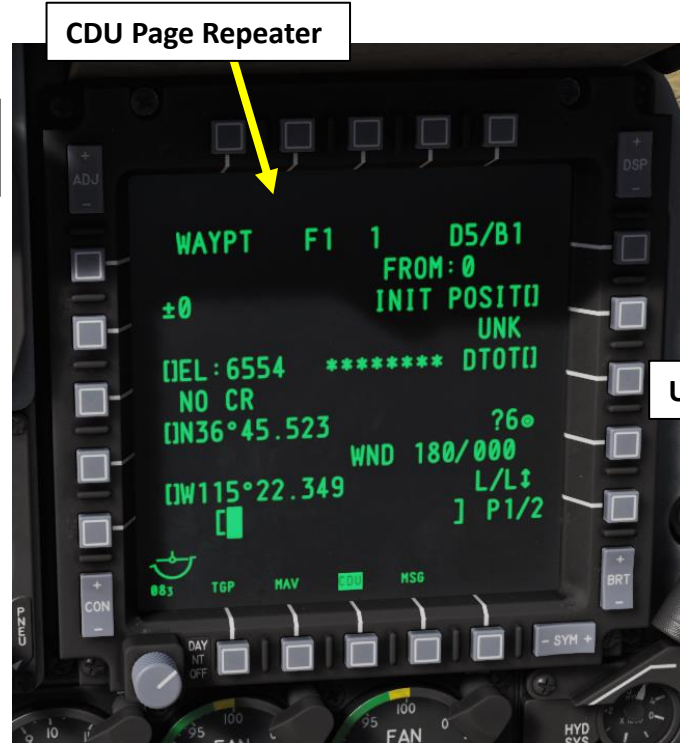 CDU Page Repeater
+
ADJ
-
+
DSP
-
WAYPT F1 1 D5/B1
FROM:0
±0 INIT POSIT[]
UNK
[]EL:6554 ******** DTOT[]
U
NO CR
[]N36°45.523 ?6⊙
WND 180/000
[]W115°22.349 L/L↕
[ ] P1/2
083 TGP MAV CDU MSG
+
CON
-
+
BRT
-
PNEU
DAY
NT
OFF
- SYM +
10
95 100
FAN
0
95 100
FAN
0
HYD
SYS